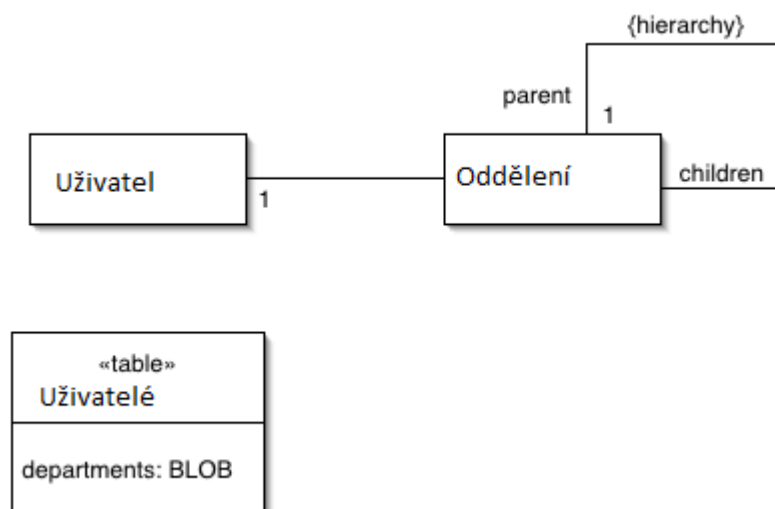 {hierarchy}
parent
1
Uživatel
1
Oddělení
children
«table»
Uživatelé
departments: BLOB